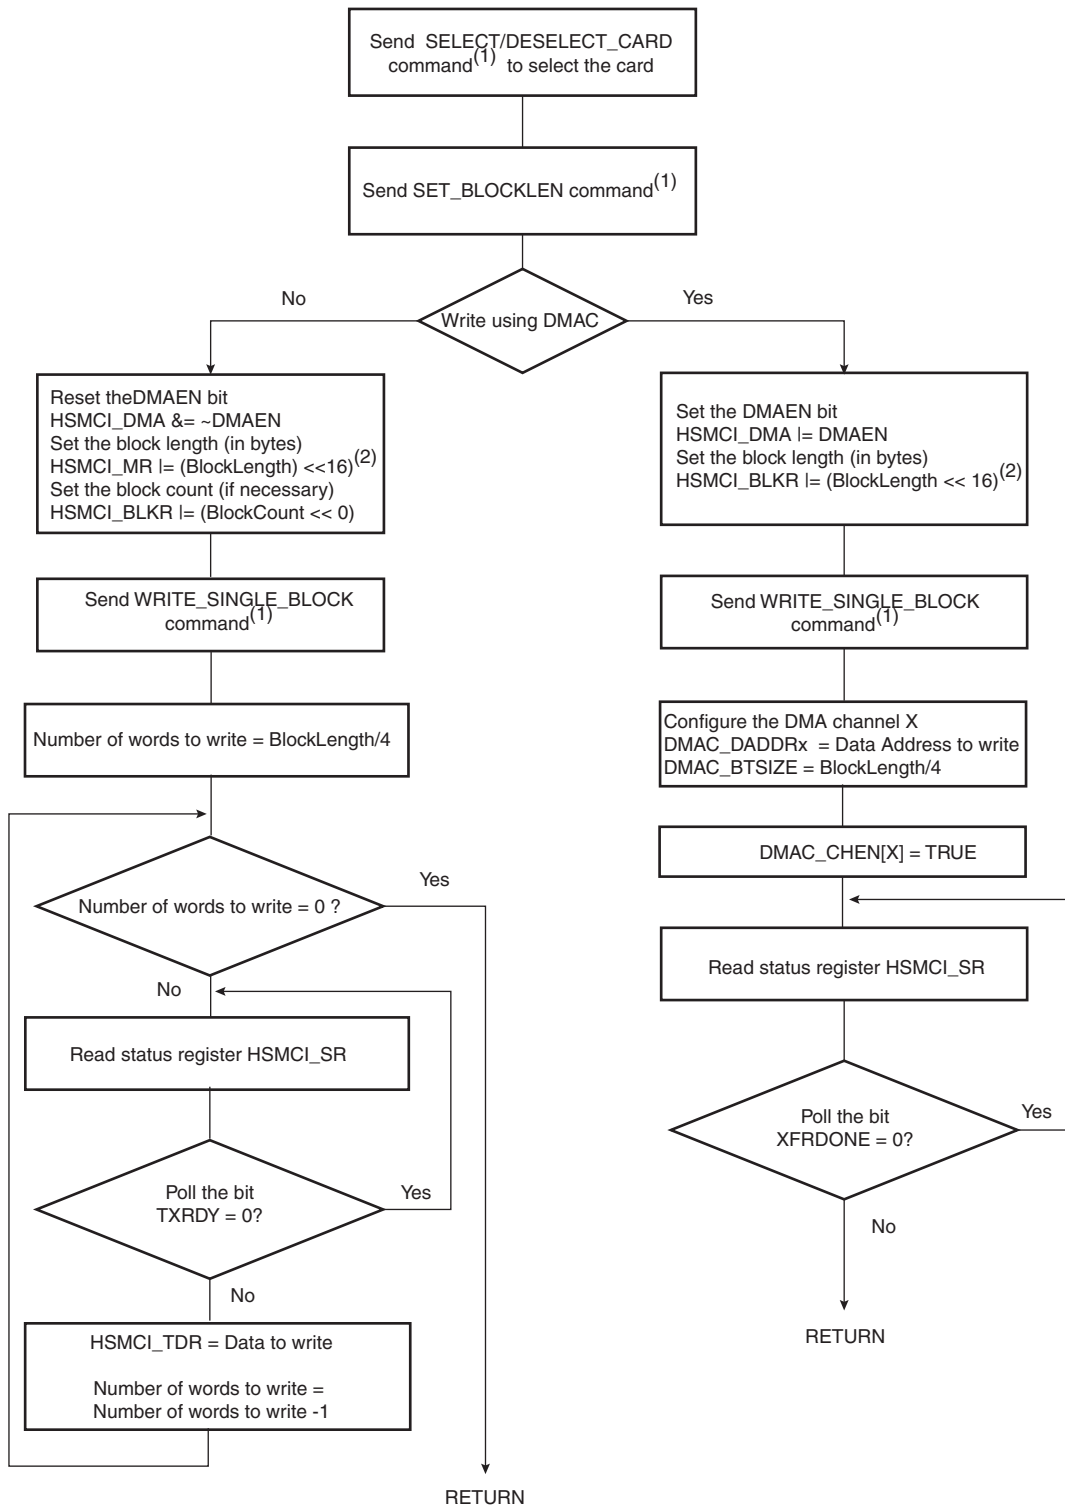 Send  SELECT/DESELECT_CARD
command(1)  to select the card
Send SET_BLOCKLEN command(1)
No
Yes
Write using DMAC
Reset theDMAEN bit
HSMCI_DMA &= ~DMAEN
Set the block length (in bytes)
HSMCI_MR |= (BlockLength) <<16)(2)
Set the block count (if necessary)
HSMCI_BLKR |= (BlockCount << 0)
Set the DMAEN bit
HSMCI_DMA |= DMAEN
Set the block length (in bytes)
HSMCI_BLKR |= (BlockLength << 16)(2)
Send WRITE_SINGLE_BLOCK
command(1)
Send WRITE_SINGLE_BLOCK
command(1)
Number of words to write = BlockLength/4
Configure the DMA channel X
DMAC_DADDRx  = Data Address to write
DMAC_BTSIZE = BlockLength/4
DMAC_CHEN[X] = TRUE
Yes
Number of words to write = 0 ?
No
Read status register HSMCI_SR
Read status register HSMCI_SR
Poll the bit
XFRDONE = 0?
Yes
Poll the bit
TXRDY = 0?
Yes
No
No
HSMCI_TDR = Data to write
Number of words to write =
Number of words to write -1
RETURN
RETURN